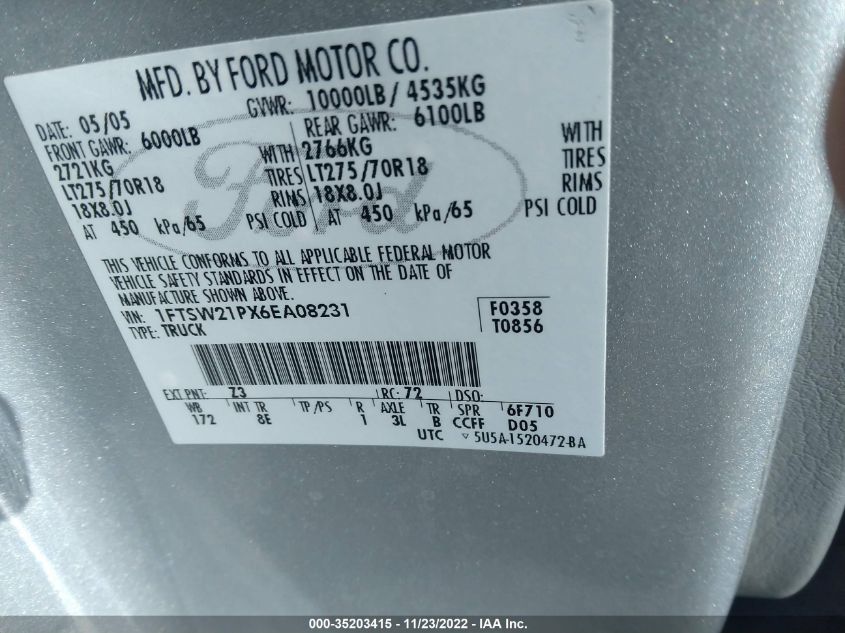 MFD. BY FORD MOTOR CO.
DATE: 05/05 GVWR: 10000LB / 4535KG
FRONT GAWR: 6000LB REAR GAWR: 6100LB
2721KG WITH 2766KG WITH
LT275/70R18 TIRES LT275/70R18 TIRES
18X8.0J RIMS 18X8.0J RIMS
AT 450 kPa/65 PSI COLD AT 450 kPa/65 PSI COLD
Ford
THIS VEHICLE CONFORMS TO ALL APPLICABLE FEDERAL MOTOR
VEHICLE SAFETY STANDARDS IN EFFECT ON THE DATE OF
MANUFACTURE SHOWN ABOVE.
VIN: 1FTSW21PX6EA08231 F0358
TYPE: TRUCK T0856
EXT PNT: Z3 RC: 72 DSO:
WB INT TR TP/PS R AXLE TR SPR 6F710
172 8E 1 3L B CCFF D05
UTC ▽ 5U5A-1520472-BA
000-35203415 - 11/23/2022 - IAA Inc.